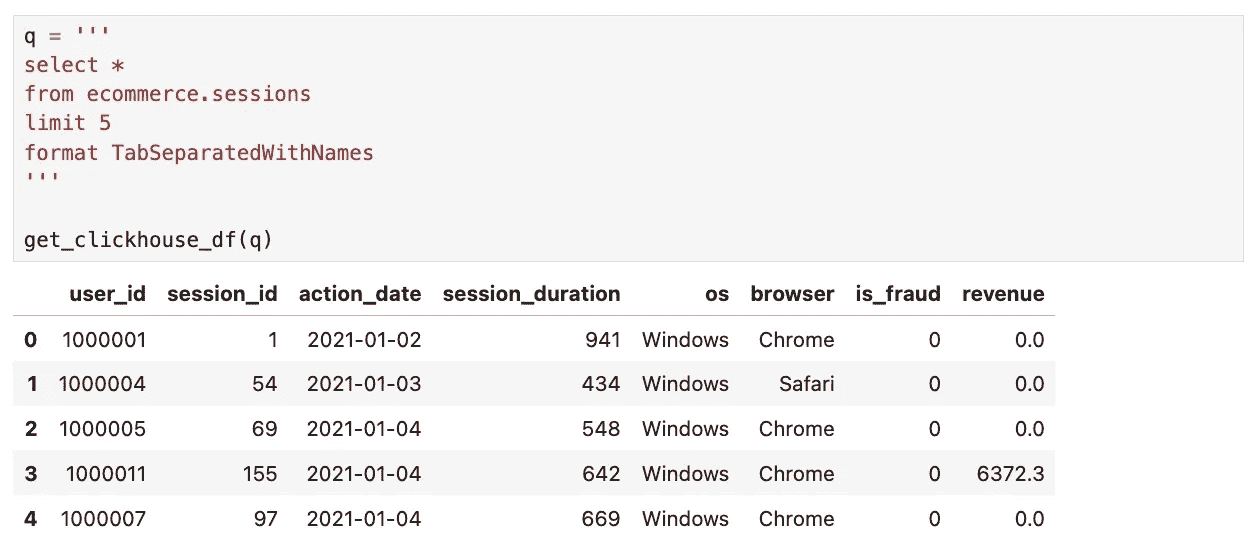 q = '''
select *
from ecommerce.sessions
limit 5
format TabSeparatedWithNames
'''
get_clickhouse_df(q)
user_id session_id action_date session_duration os browser is_fraud revenue
0 1000001 1 2021-01-02 941 Windows Chrome 0 0.0
1 1000004 54 2021-01-03 434 Windows Safari 0 0.0
2 1000005 69 2021-01-04 548 Windows Chrome 0 0.0
3 1000011 155 2021-01-04 642 Windows Chrome 0 6372.3
4 1000007 97 2021-01-04 669 Windows Chrome 0 0.0